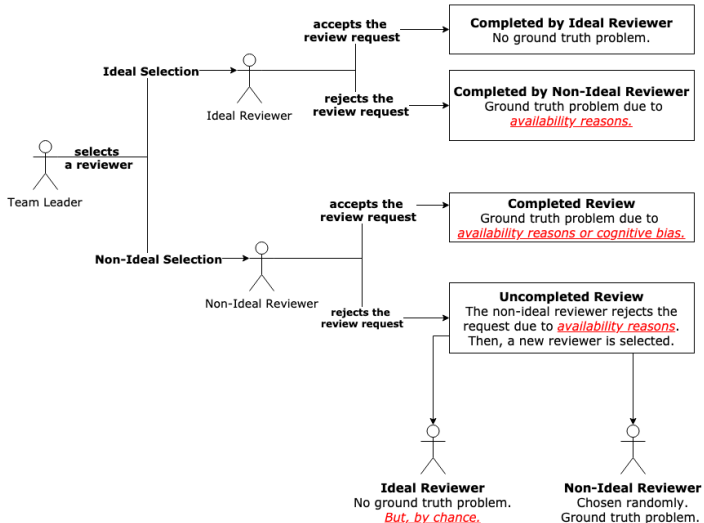 accepts the
review request
Completed by Ideal Reviewer
No ground truth problem.
Ideal Selection
Ideal Reviewer
rejects the
review request
Completed by Non-Ideal Reviewer
Ground truth problem due to
availability reasons.
selects
a reviewer
Team Leader
accepts the
review request
Completed Review
Ground truth problem due to
availability reasons or cognitive bias.
Non-Ideal Selection
Non-Ideal Reviewer
rejects the
review request
Uncompleted Review
The non-ideal reviewer rejects the
request due to availability reasons.
Then, a new reviewer is selected.
Ideal Reviewer
No ground truth problem.
But, by chance.
Non-Ideal Reviewer
Chosen randomly.
Ground truth problem.